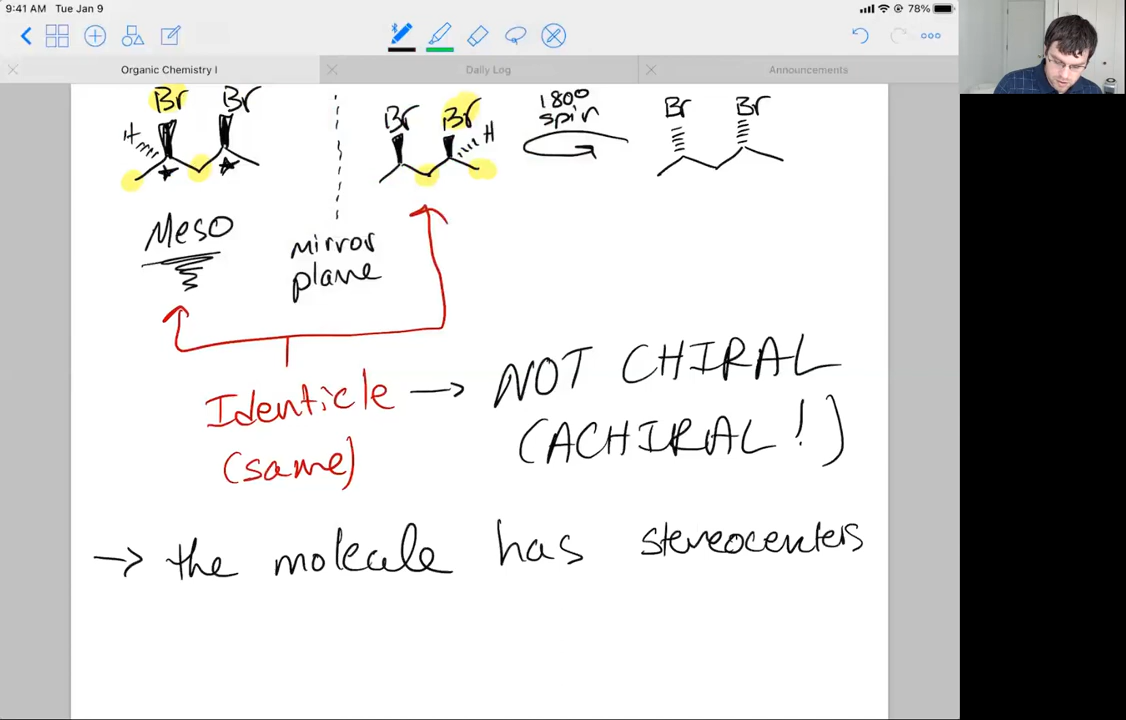 9:41 AM Tue Jan 9
78%
Organic Chemistry I
Daily Log
Announcements
Br Br
H
Br Br
H
1800
spin
Br Br
Meso
mirror
plane
Identicle → NOT CHIRAL
(same) (ACHIRAL!)
→ the molecule has stereocenters